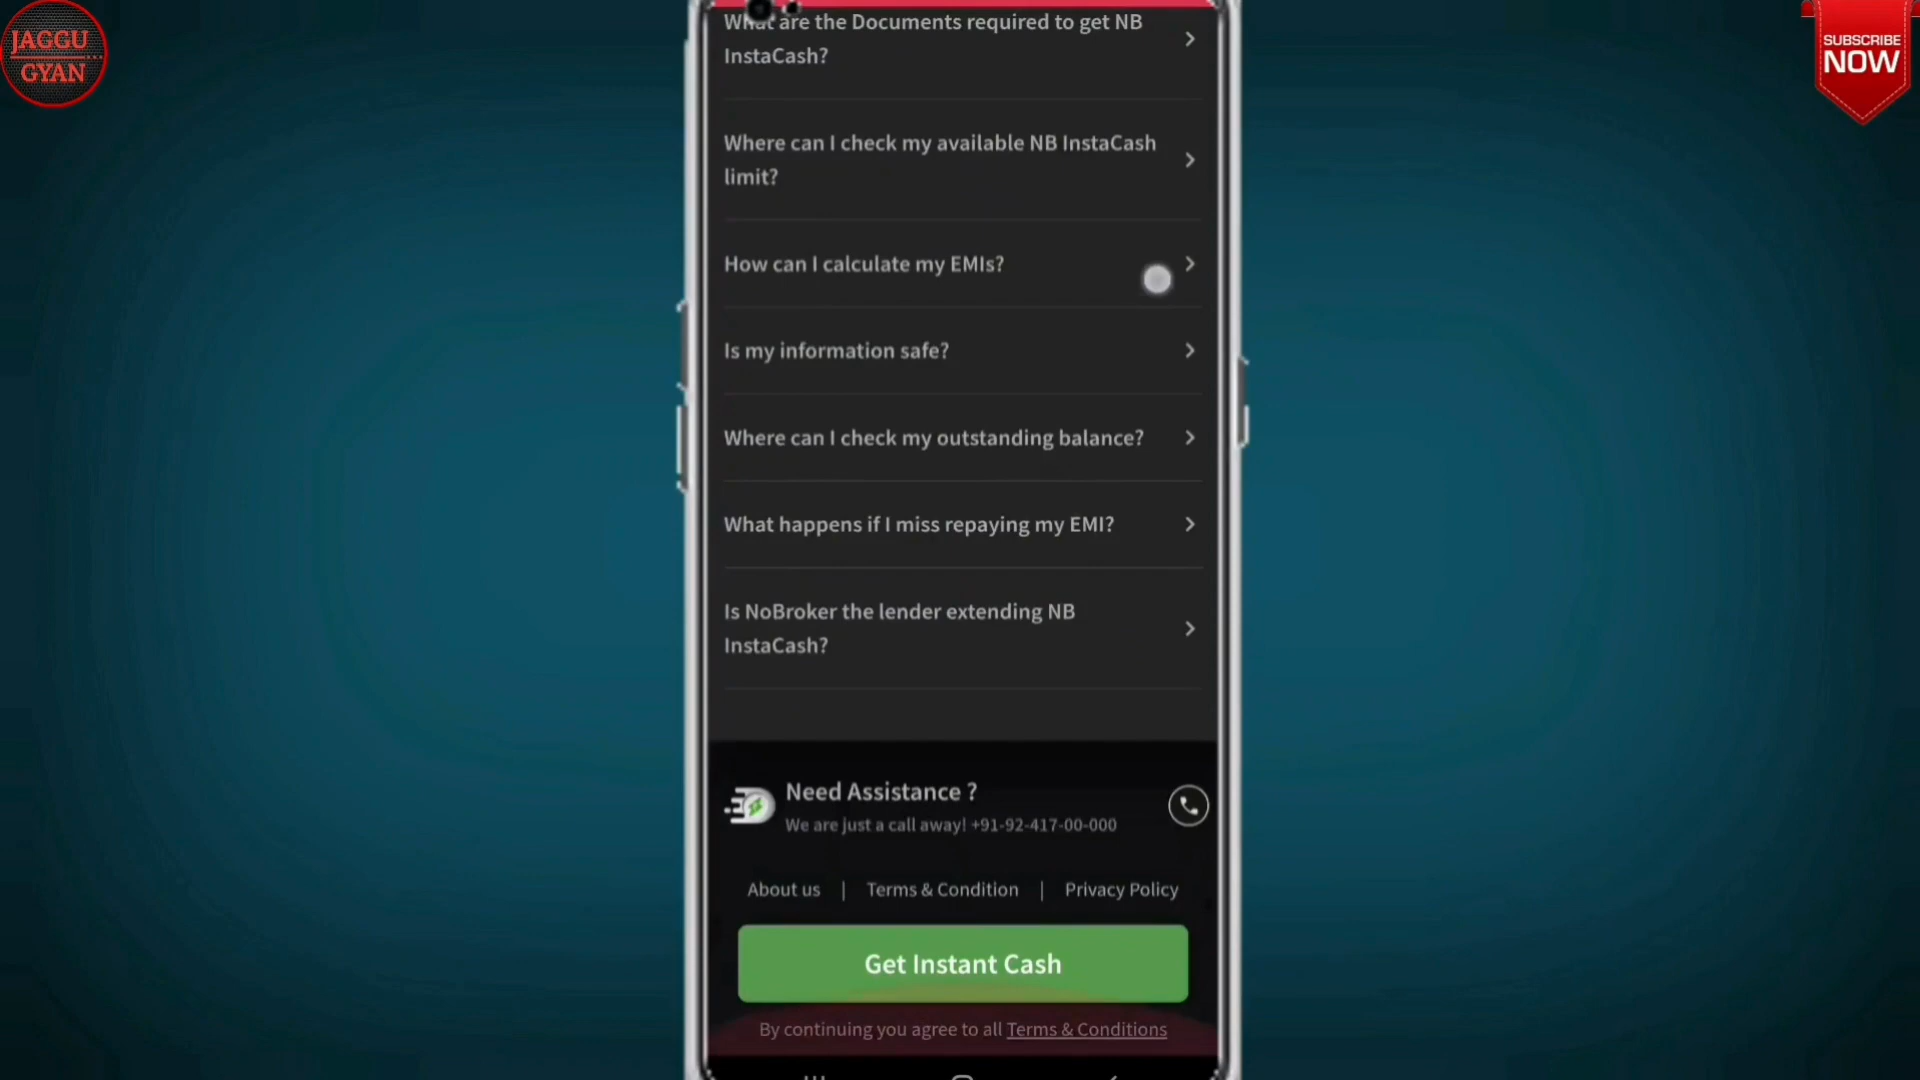 JAGGU
GYAN
SUBSCRIBE
NOW
What are the Documents required to get NB
InstaCash?
Where can I check my available NB InstaCash
limit?
How can I calculate my EMIs?
Is my information safe?
Where can I check my outstanding balance?
What happens if I miss repaying my EMI?
Is NoBroker the lender extending NB
InstaCash?
Need Assistance ?
We are just a call away! +91-92-417-00-000
About us | Terms & Condition | Privacy Policy
Get Instant Cash
By continuing you agree to all Terms & Conditions